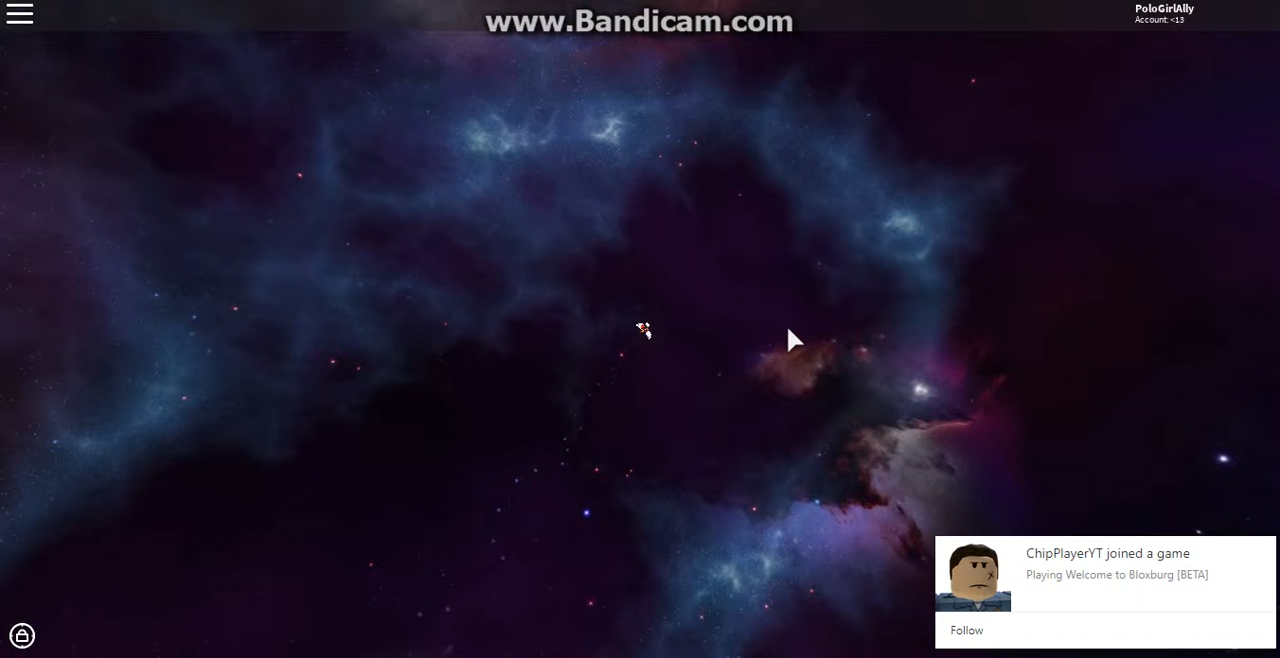 www.Bandicam.com
PoloGirlAlly
Account: <13
ChipPlayerYT joined a game
Playing Welcome to Bloxburg [BETA]
Follow